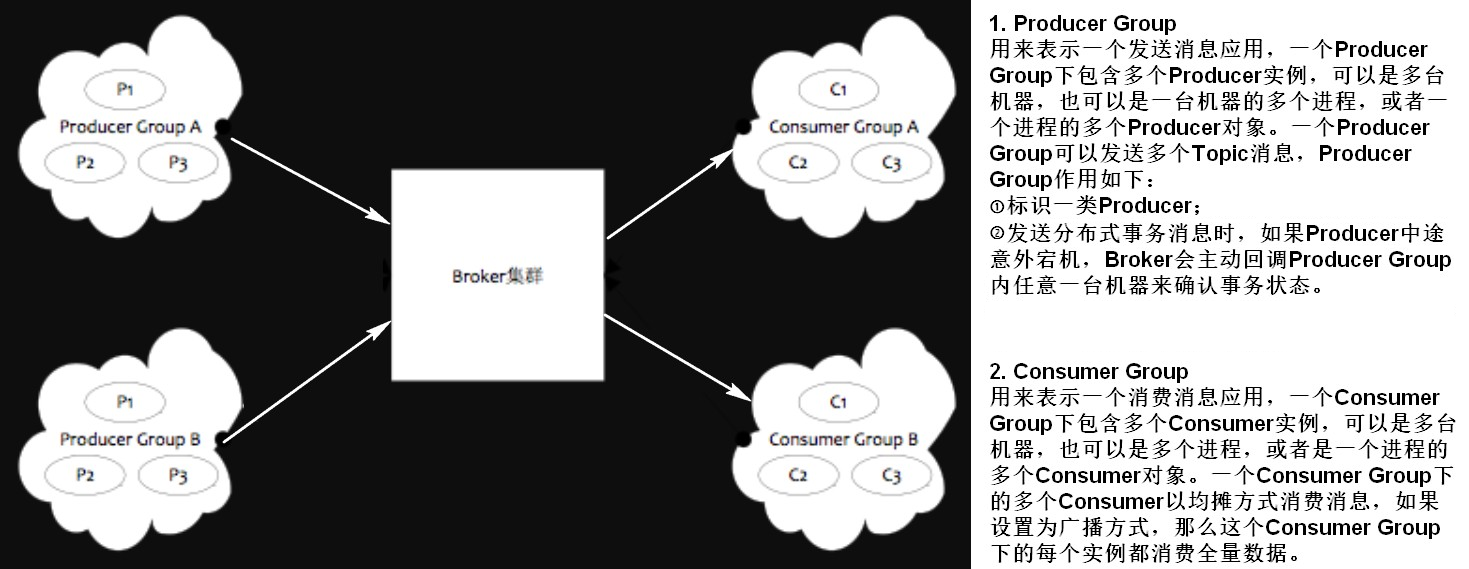 P1
Producer Group A
P2
P3
C1
Consumer Group A
C2
C3
Broker集群
P1
Producer Group B
P2
P3
C1
Consumer Group B
C2
C3
1. Producer Group
用来表示一个发送消息应用，一个Producer
Group下包含多个Producer实例，可以是多台
机器，也可以是一台机器的多个进程，或者一
个进程的多个Producer对象。一个Producer
Group可以发送多个Topic消息，Producer
Group作用如下：
①标识一类Producer；
②发送分布式事务消息时，如果Producer中途
意外宕机，Broker会主动回调Producer Group
内任意一台机器来确认事务状态。
2. Consumer Group
用来表示一个消费消息应用，一个Consumer
Group下包含多个Consumer实例，可以是多台
机器，也可以是多个进程，或者是一个进程的
多个Consumer对象。一个Consumer Group下
的多个Consumer以均摊方式消费消息，如果
设置为广播方式，那么这个Consumer Group
下的每个实例都消费全量数据。